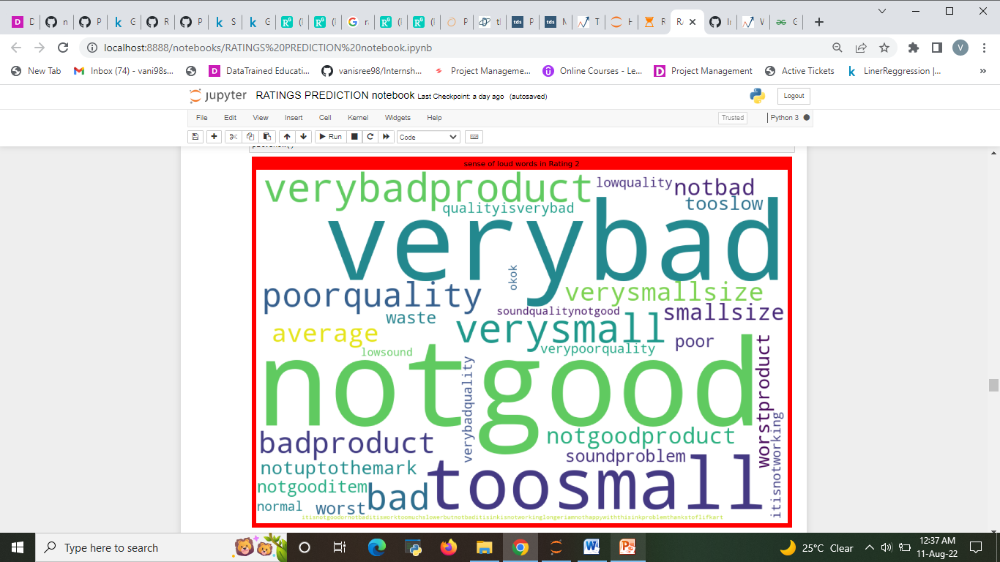 localhost:8888/notebooks/RATINGS%20PREDICTION%20notebook.ipynb
V
New Tab
Inbox (74) - vani98s...
DataTrained Educati...
vanisree98/Internsh...
Project Manageme...
Online Courses - Le...
Project Management
Active Tickets
LinerReggression |...
»
jupyter RATINGS PREDICTION notebook Last Checkpoint: a day ago (autosaved)
Logout
File Edit View Insert Cell Kernel Widgets Help
Trusted
Python 3
Run
Code
sense of loud words in Rating 2
verybadproduct
lowquality
notbad
tooslow
qualityisverybad
verybad
okok
poorquality
verysmallsize
soundqualitynotgood
smallsize
waste
verysmall
average
poor
verypoorquality
lowsound
notgood
verybadquality
worstproduct
itisnotworking
badproduct
notgoodproduct
soundproblem
notuptothemark
toosmall
notgooditem
bad
normal
worst
itisnotgoodornotbaditisworktoomuchslowerbutnotbaditisinkisnotworkinglongeriamnothappywiththisinkproblemthankstoflifkart
Type here to search
25°C Clear
12:37 AM
11-Aug-22